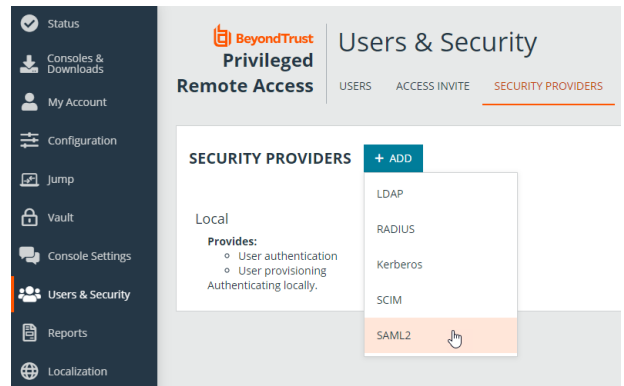 Status
Consoles &
Downloads
My Account
Configuration
Jump
Vault
Console Settings
Users & Security
Reports
Localization
BeyondTrust
Privileged
Remote Access
Users & Security
USERS ACCESS INVITE SECURITY PROVIDERS
SECURITY PROVIDERS + ADD
LDAP
RADIUS
Kerberos
SCIM
SAML2
Local
Provides:
User authentication
User provisioning
Authenticating locally.